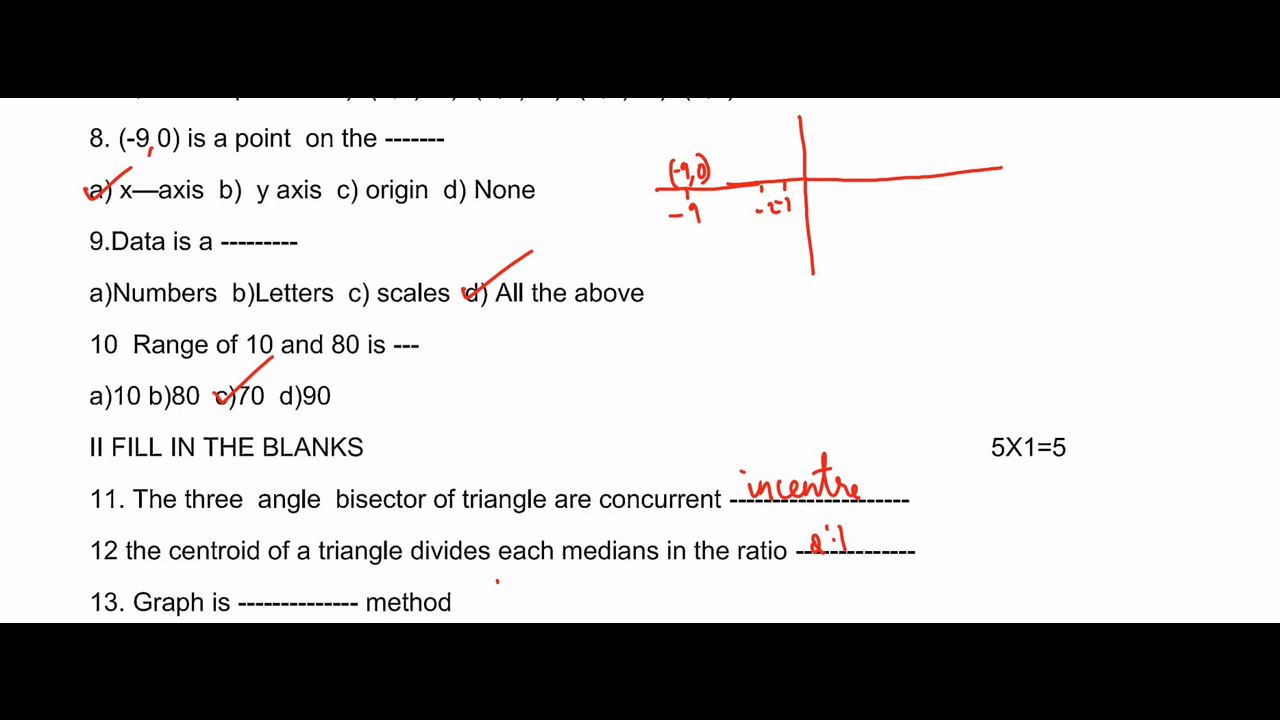 8. (-9,0) is a point on the -------
(-9,0)
a) x—axis b) y axis c) origin d) None
-9 -2 -1
9.Data is a ---------
a)Numbers b)Letters c) scales d) All the above
10 Range of 10 and 80 is ---
a)10 b)80 c)70 d)90
II FILL IN THE BLANKS 5X1=5
11. The three angle bisector of triangle are concurrent incentre
12 the centroid of a triangle divides each medians in the ratio 2:1
13. Graph is -------------- method